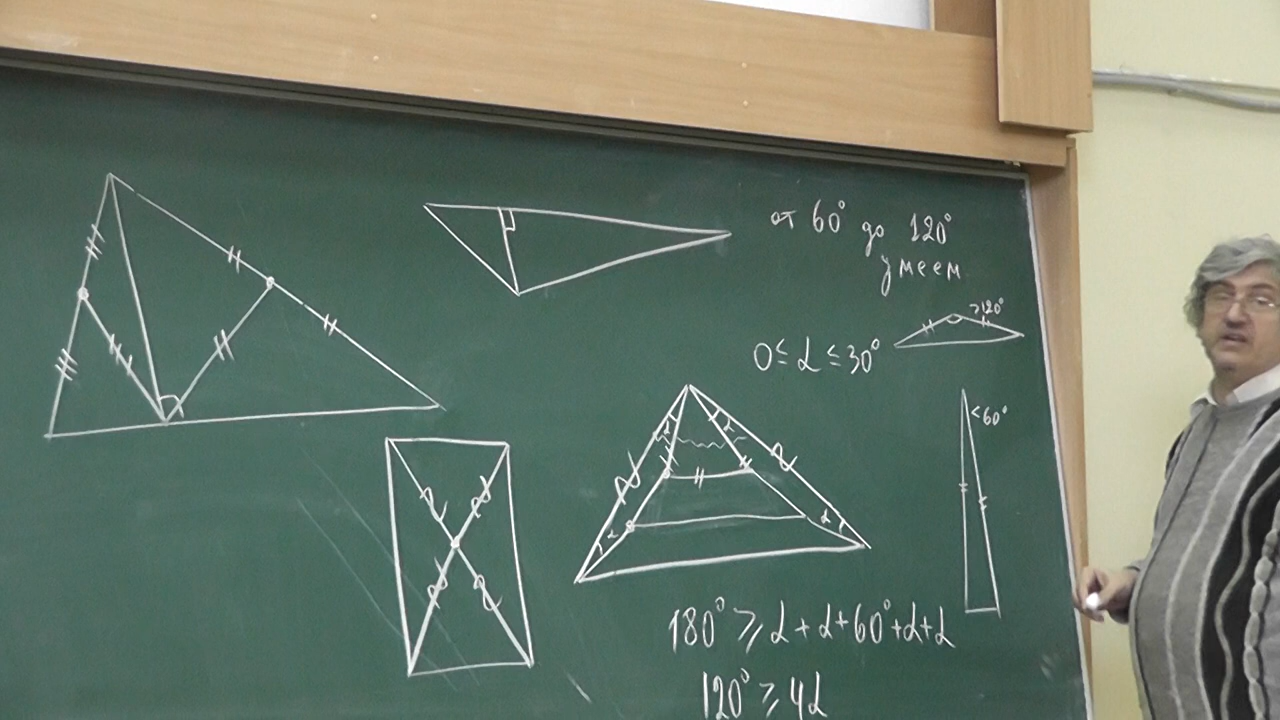 от 60° до 120°
умеем
>120°
0 ≤ α ≤ 30°
<60°
α
α
α
α
180° ⩾ α + α + 60° + α + α
120° ⩾ 4α